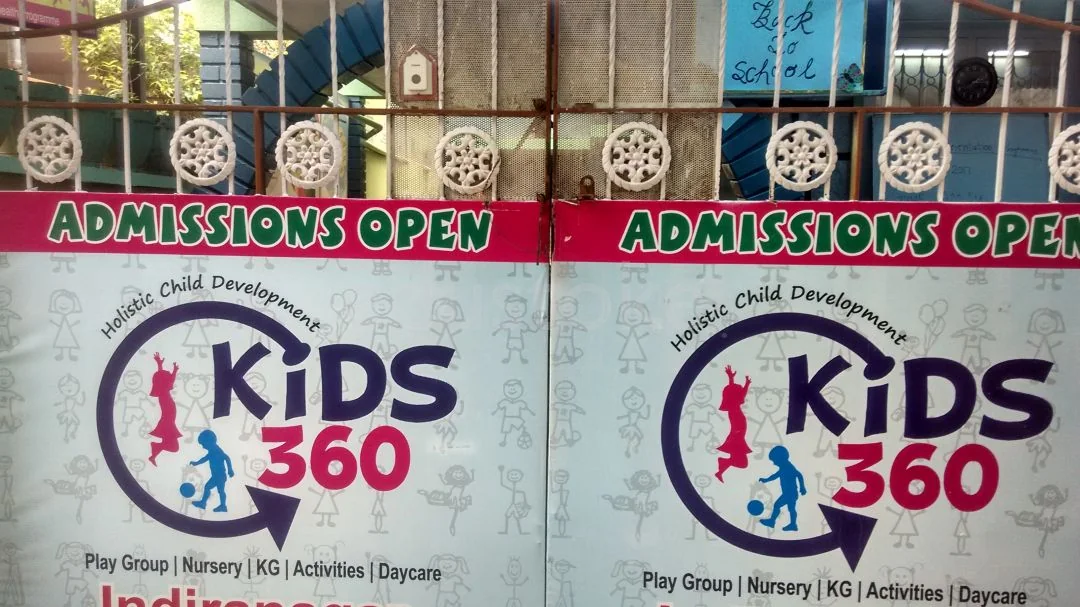 Back
to
School
ADMISSIONS OPEN
Holistic Child Development
KiDS
360
Play Group | Nursery | KG | Activities | Daycare
ADMISSIONS OPEN
Holistic Child Development
KiDS
360
Play Group | Nursery | KG | Activities | Daycare